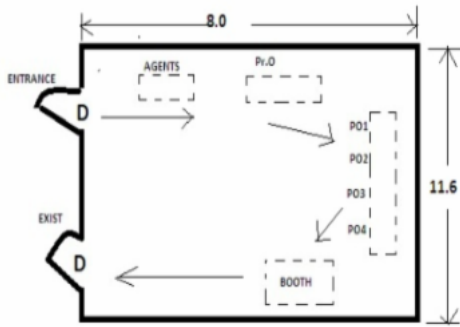 8.0
AGENTS
Pr.O
ENTRANCE
D
PO1
PO2
11.6
PO3
EXIST
PO4
D
BOOTH